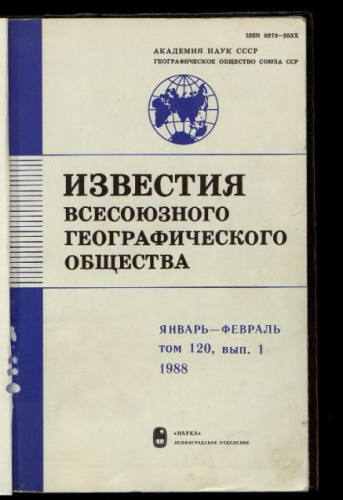 ISSN 0373-353X
АКАДЕМИЯ НАУК СССР
ГЕОГРАФИЧЕСКОЕ ОБЩЕСТВО СОЮЗА ССР
ИЗВЕСТИЯ
ВСЕСОЮЗНОГО
ГЕОГРАФИЧЕСКОГО
ОБЩЕСТВА
ЯНВАРЬ—ФЕВРАЛЬ
том 120, вып. 1
1988
«НАУКА»
ЛЕНИНГРАДСКОЕ ОТДЕЛЕНИЕ